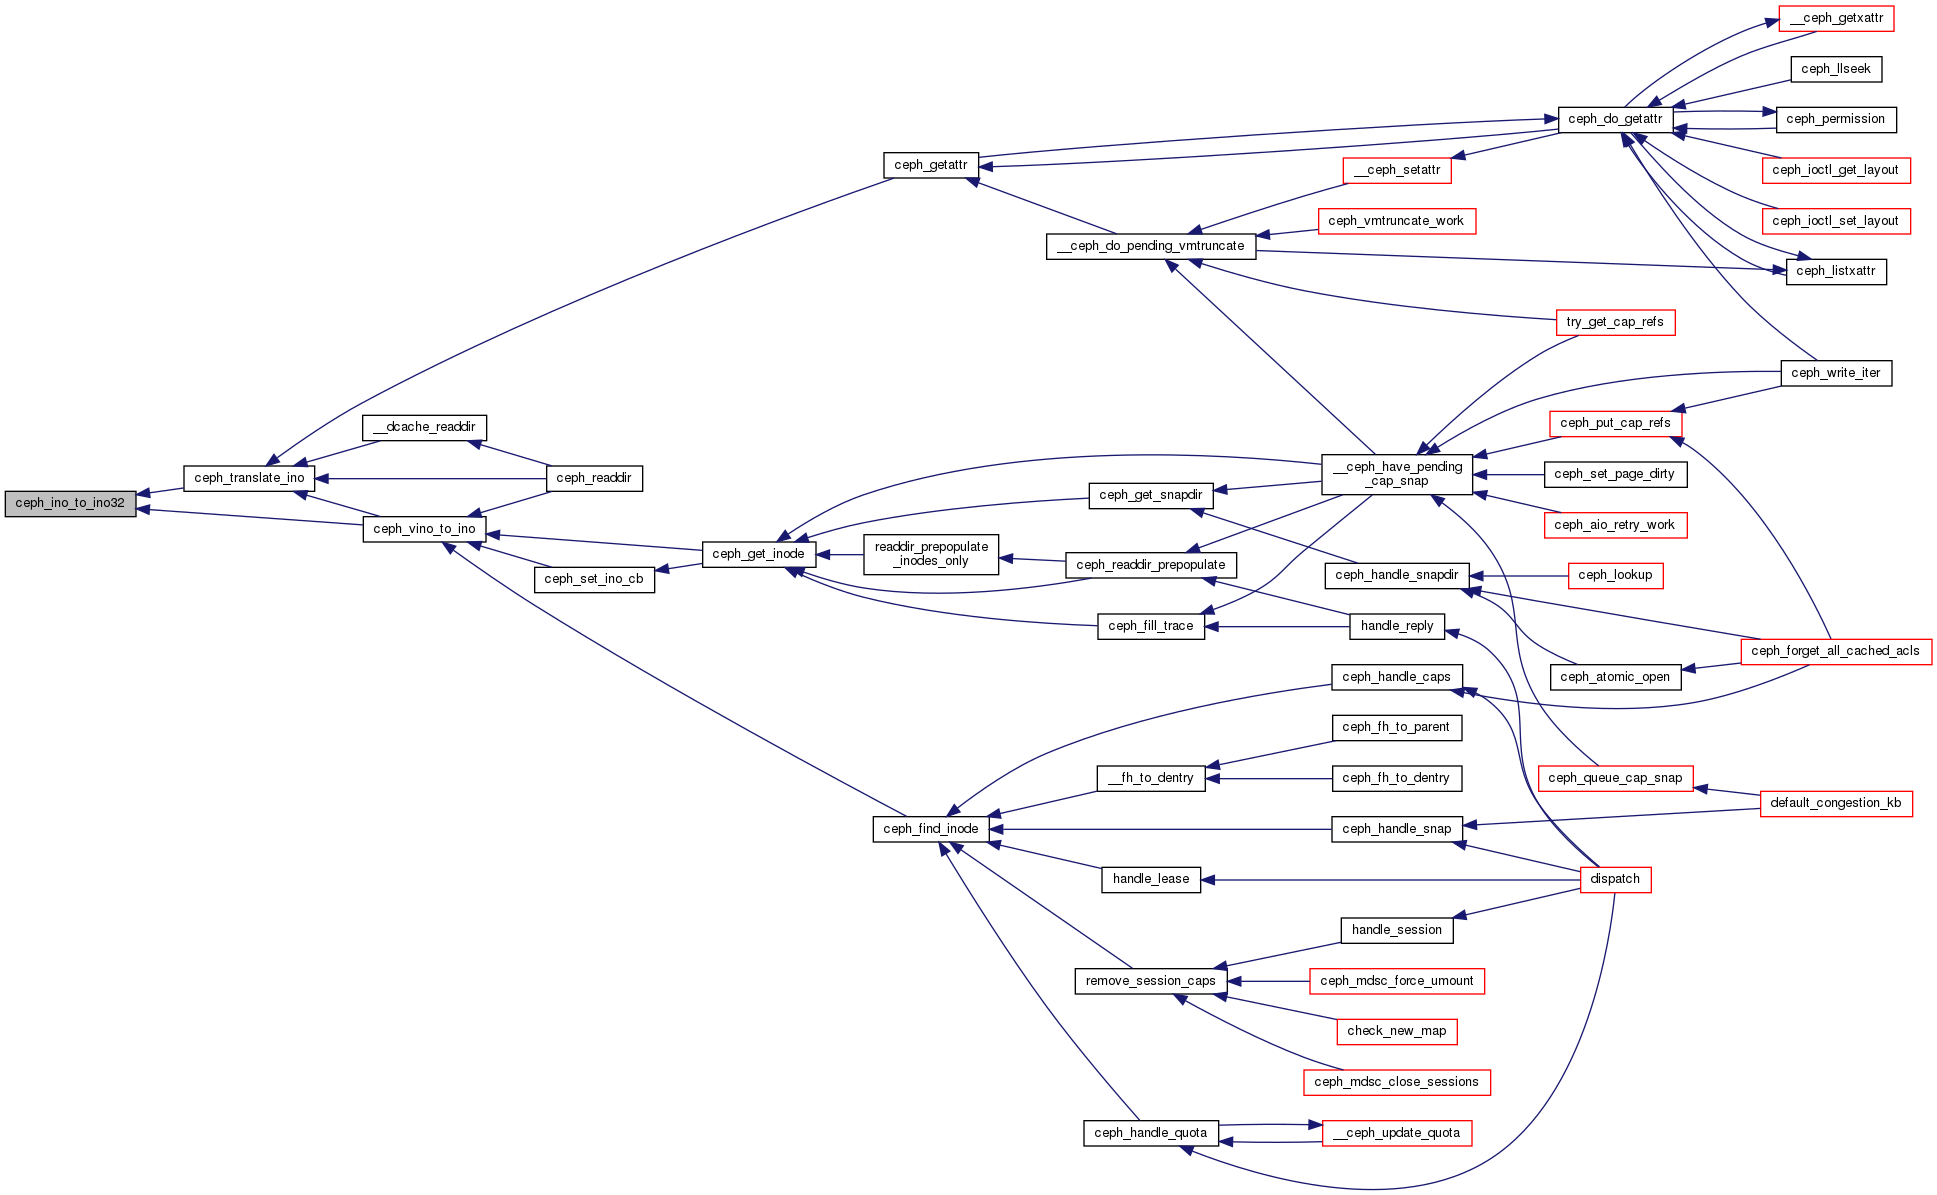 __ceph_getxattr
ceph_llseek
ceph_do_getattr
ceph_permission
ceph_getattr
__ceph_setattr
ceph_ioctl_get_layout
ceph_vmtruncate_work
ceph_ioctl_set_layout
__ceph_do_pending_vmtruncate
ceph_listxattr
try_get_cap_refs
ceph_write_iter
__dcache_readdir
ceph_put_cap_refs
ceph_translate_ino
ceph_readdir
__ceph_have_pending
_cap_snap
ceph_set_page_dirty
ceph_ino_to_ino32
ceph_get_snapdir
ceph_vino_to_ino
ceph_aio_retry_work
ceph_get_inode
readdir_prepopulate
_inodes_only
ceph_readdir_prepopulate
ceph_set_ino_cb
ceph_handle_snapdir
ceph_lookup
ceph_fill_trace
handle_reply
ceph_forget_all_cached_acls
ceph_handle_caps
ceph_atomic_open
ceph_fh_to_parent
__fh_to_dentry
ceph_fh_to_dentry
ceph_queue_cap_snap
default_congestion_kb
ceph_find_inode
ceph_handle_snap
handle_lease
dispatch
handle_session
remove_session_caps
ceph_mdsc_force_umount
check_new_map
ceph_mdsc_close_sessions
ceph_handle_quota
__ceph_update_quota